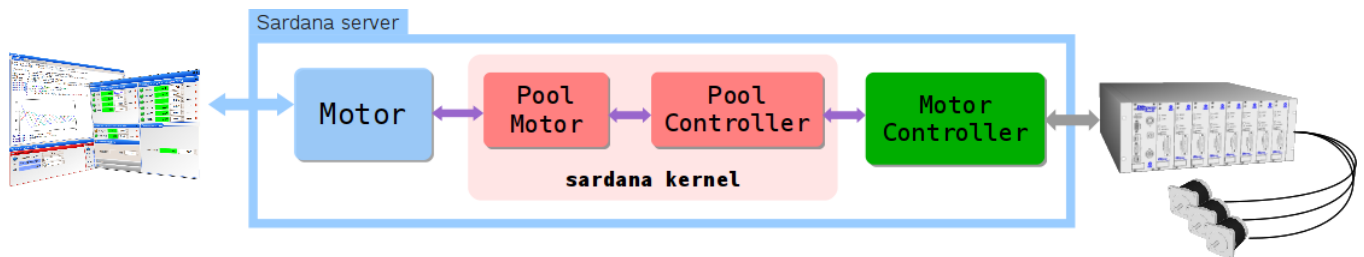 Sardana server
Motor
Pool
Motor
Pool
Controller
Motor
Controller
sardana kernel